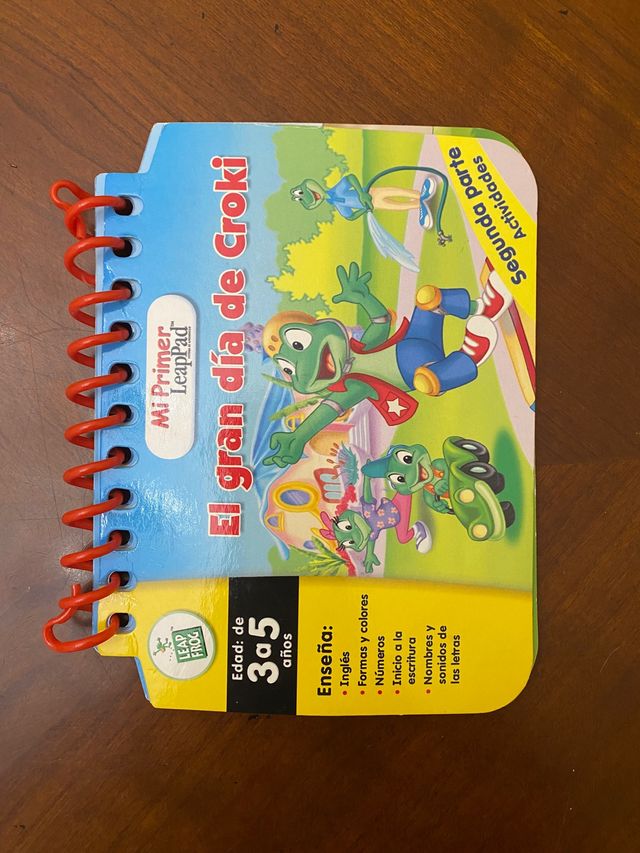 Mi Primer
LeapPad™
El gran día de Croki
Segunda parte
Actividades
LEAP
FROG
Edad: de
3 a 5
años
Enseña:
• Inglés
• Formas y colores
• Números
• Inicio a la
escritura
• Nombres y
sonidos de
las letras